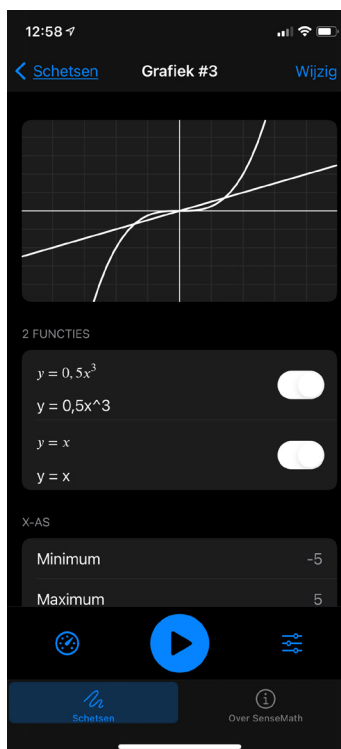 12:58
Schetsen
Grafiek #3
Wijzig
2 FUNCTIES
y = 0, 5x³
y = 0,5x^3
y = x
y = x
X-AS
Minimum -5
Maximum 5
Schetsen
Over SenseMath